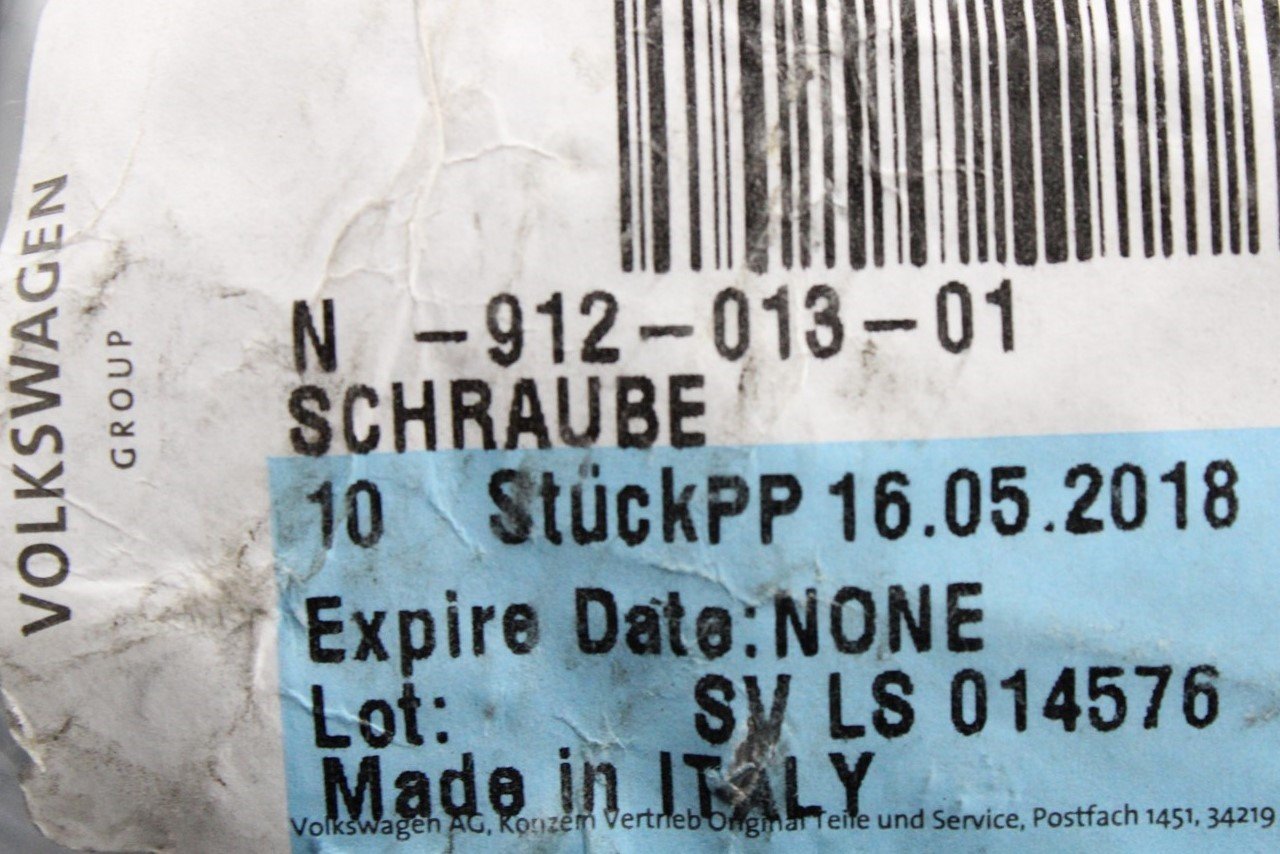 VOLKSWAGEN
GROUP
N -912-013-01
SCHRAUBE
10 StückPP 16.05.2018
Expire Date:NONE
Lot: SV LS 014576
Made in ITALY
Volkswagen AG, Konzern Vertrieb Original Teile und Service, Postfach 1451, 34219